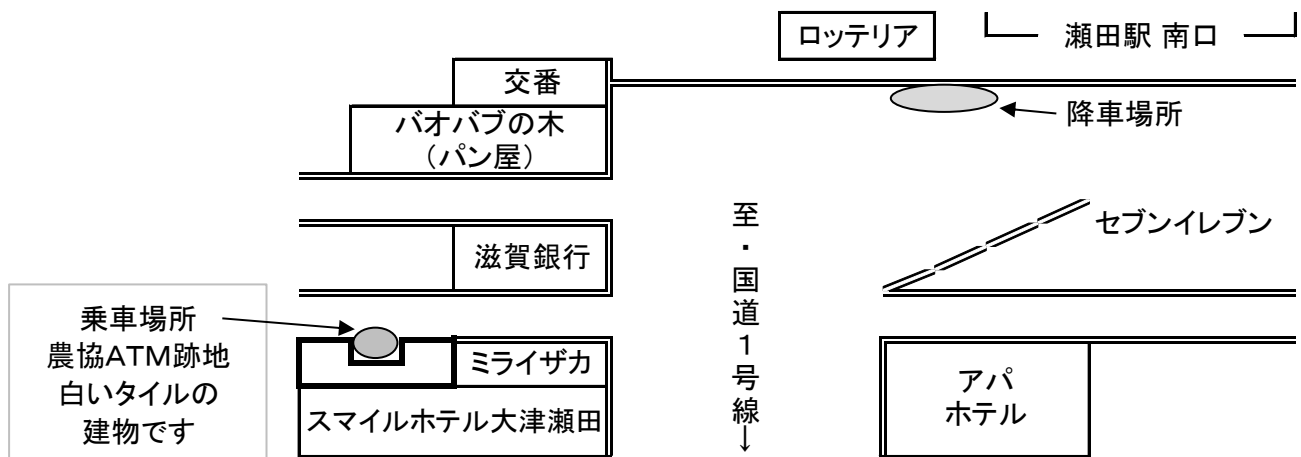 ロッテリア
瀬田駅 南口
交番
降車場所
バオバブの木
（パン屋）
セブンイレブン
滋賀銀行
至・国道１号線→
乗車場所
農協ATM跡地
白いタイルの
建物です
ミライザカ
スマイルホテル大津瀬田
アパ
ホテル